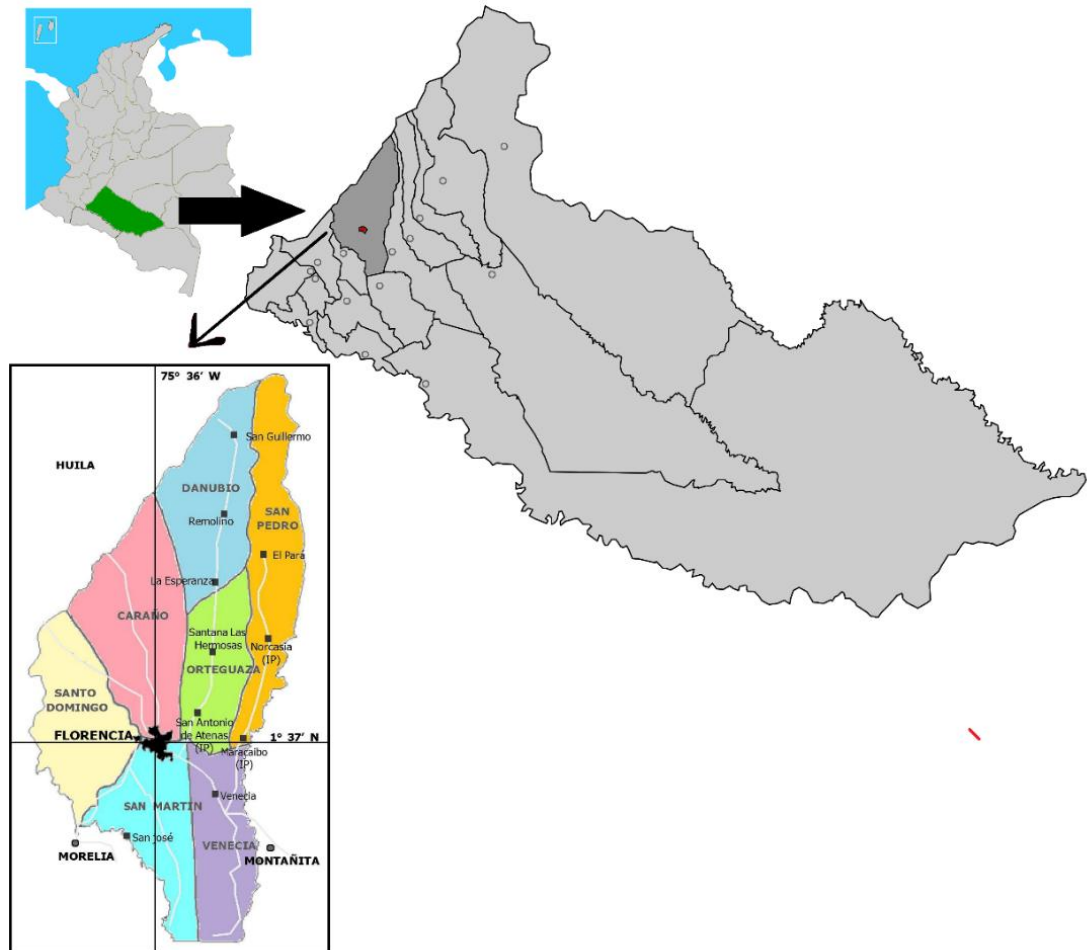 75° 36' W
HUILA
San Guillermo
DANUBIO
SAN
PEDRO
Remolino
El Pará
La Esperanza
CARAÑO
Santana Las
Hermosas
Norcasia
(IP)
ORTEGUAZA
SANTO
DOMINGO
San Antonio
de Atenas
(IP)
FLORENCIA
1° 37' N
Maracaibo
(IP)
Venecia
SAN MARTIN
San José
VENECIA
MORELIA
MONTAÑITA